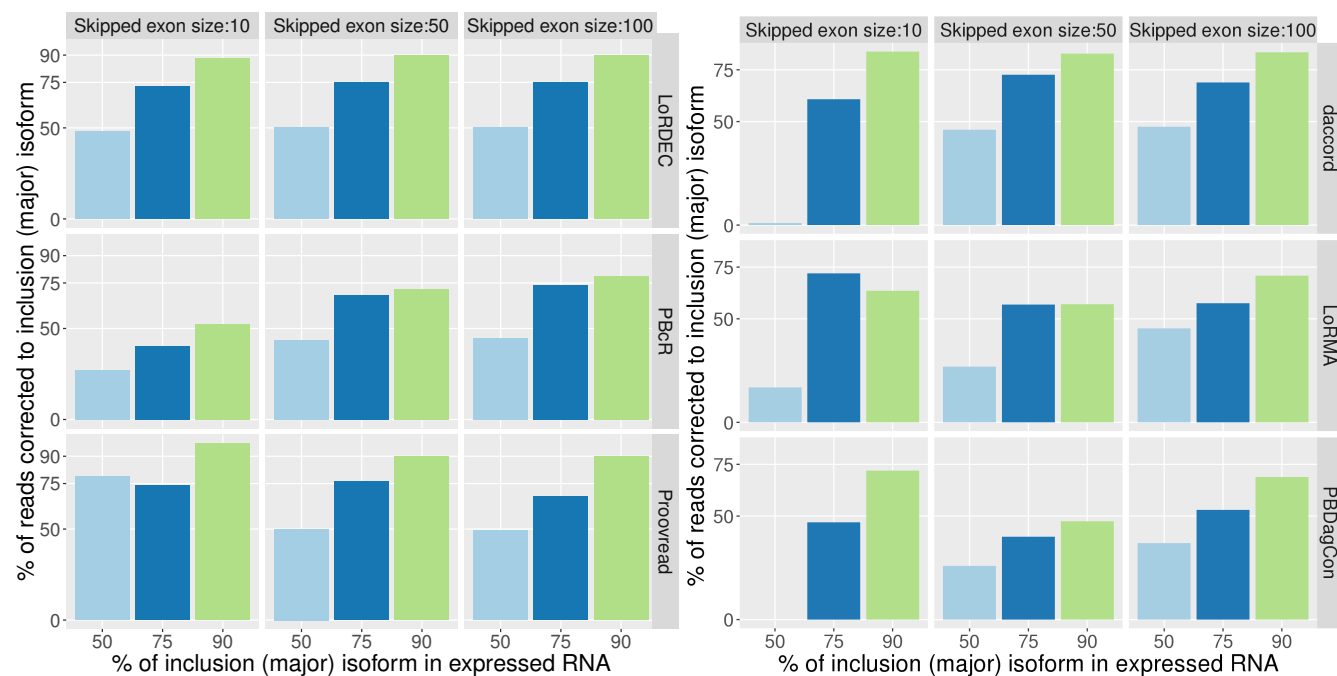 Skipped exon size:10 Skipped exon size:50 Skipped exon size:100
90
75
50
0
LoRDEC
90
75
50
0
PBcR
90
75
50
0
Proovread
50 75 90 50 75 90 50 75 90
% of reads corrected to inclusion (major) isoform
% of inclusion (major) isoform in expressed RNA
Skipped exon size:10 Skipped exon size:50 Skipped exon size:100
75
50
0
daccord
75
50
0
LoRMA
75
50
0
PBDagCon
50 75 90 50 75 90 50 75 90
% of reads corrected to inclusion (major) isoform
% of inclusion (major) isoform in expressed RNA